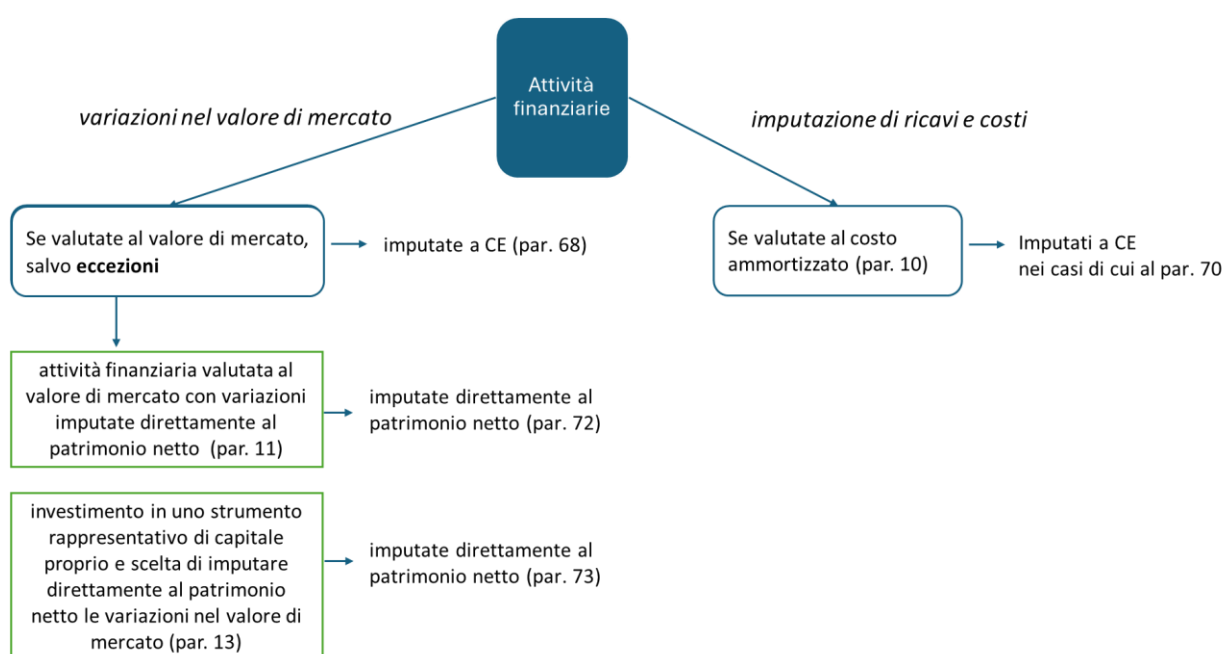 Attività
finanziarie
variazioni nel valore di mercato
imputazione di ricavi e costi
Se valutate al valore di mercato,
salvo eccezioni
imputate a CE (par. 68)
Se valutate al costo
ammortizzato (par. 10)
Imputati a CE
nei casi di cui al par. 70
attività finanziaria valutata al
valore di mercato con variazioni
imputate direttamente al
patrimonio netto (par. 11)
imputate direttamente al
patrimonio netto (par. 72)
investimento in uno strumento
rappresentativo di capitale
proprio e scelta di imputare
direttamente al patrimonio
netto le variazioni nel valore di
mercato (par. 13)
imputate direttamente al
patrimonio netto (par. 73)